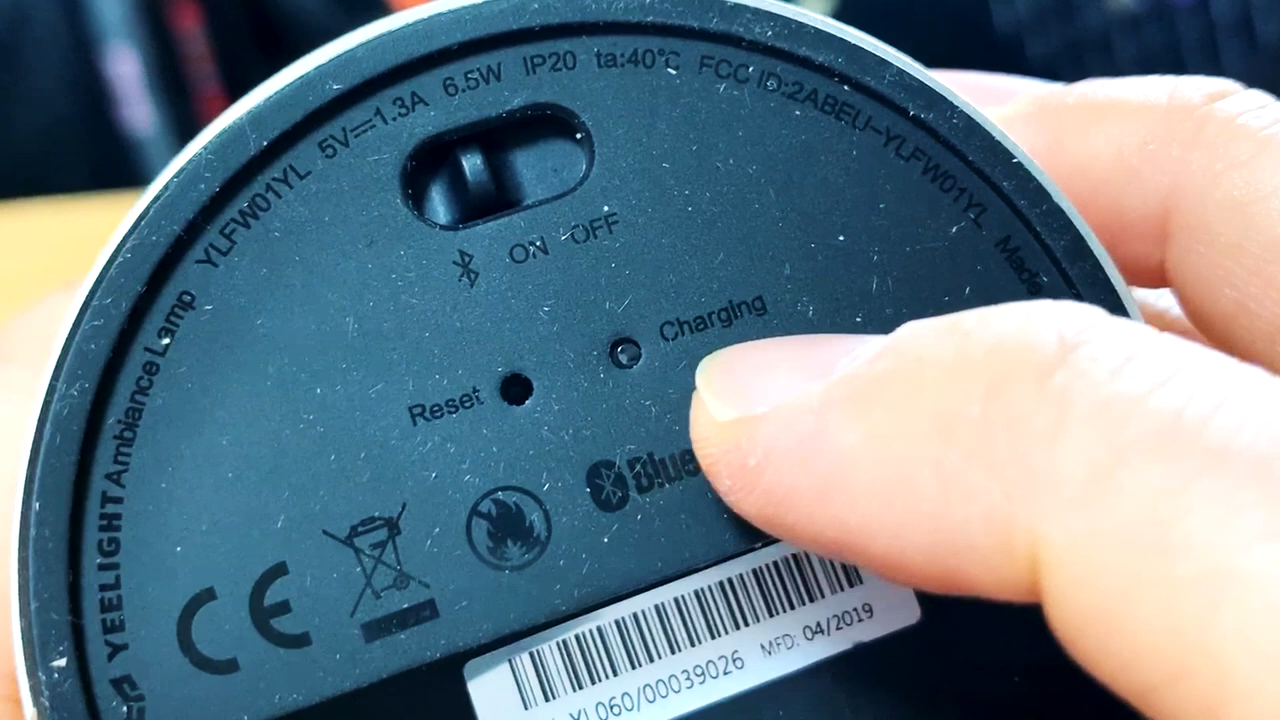 YEELIGHT Ambiance Lamp YLFW01YL 5V⎓1.3A 6.5W IP20 ta:40℃ FCC ID:2ABEU-YLFW01YL Made
ON OFF
Charging
Reset
Blue
CE
YL060/00039026 MFD: 04/2019